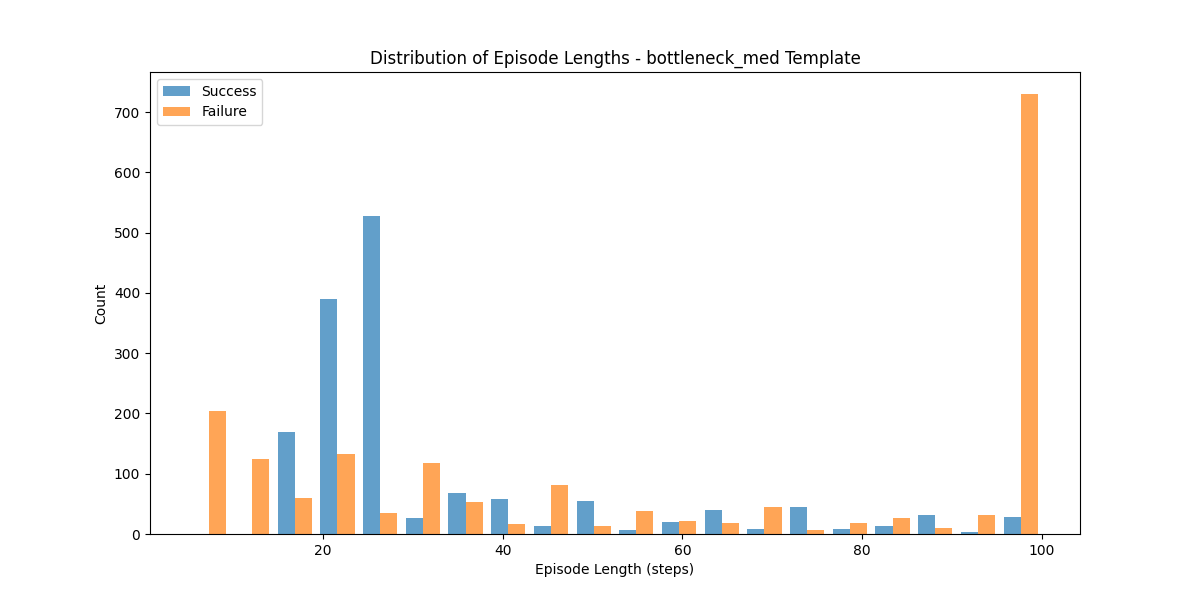 Distribution of Episode Lengths - bottleneck_med Template
Success
Failure
700
600
500
400
300
200
100
0
Count
20
40
60
80
100
Episode Length (steps)